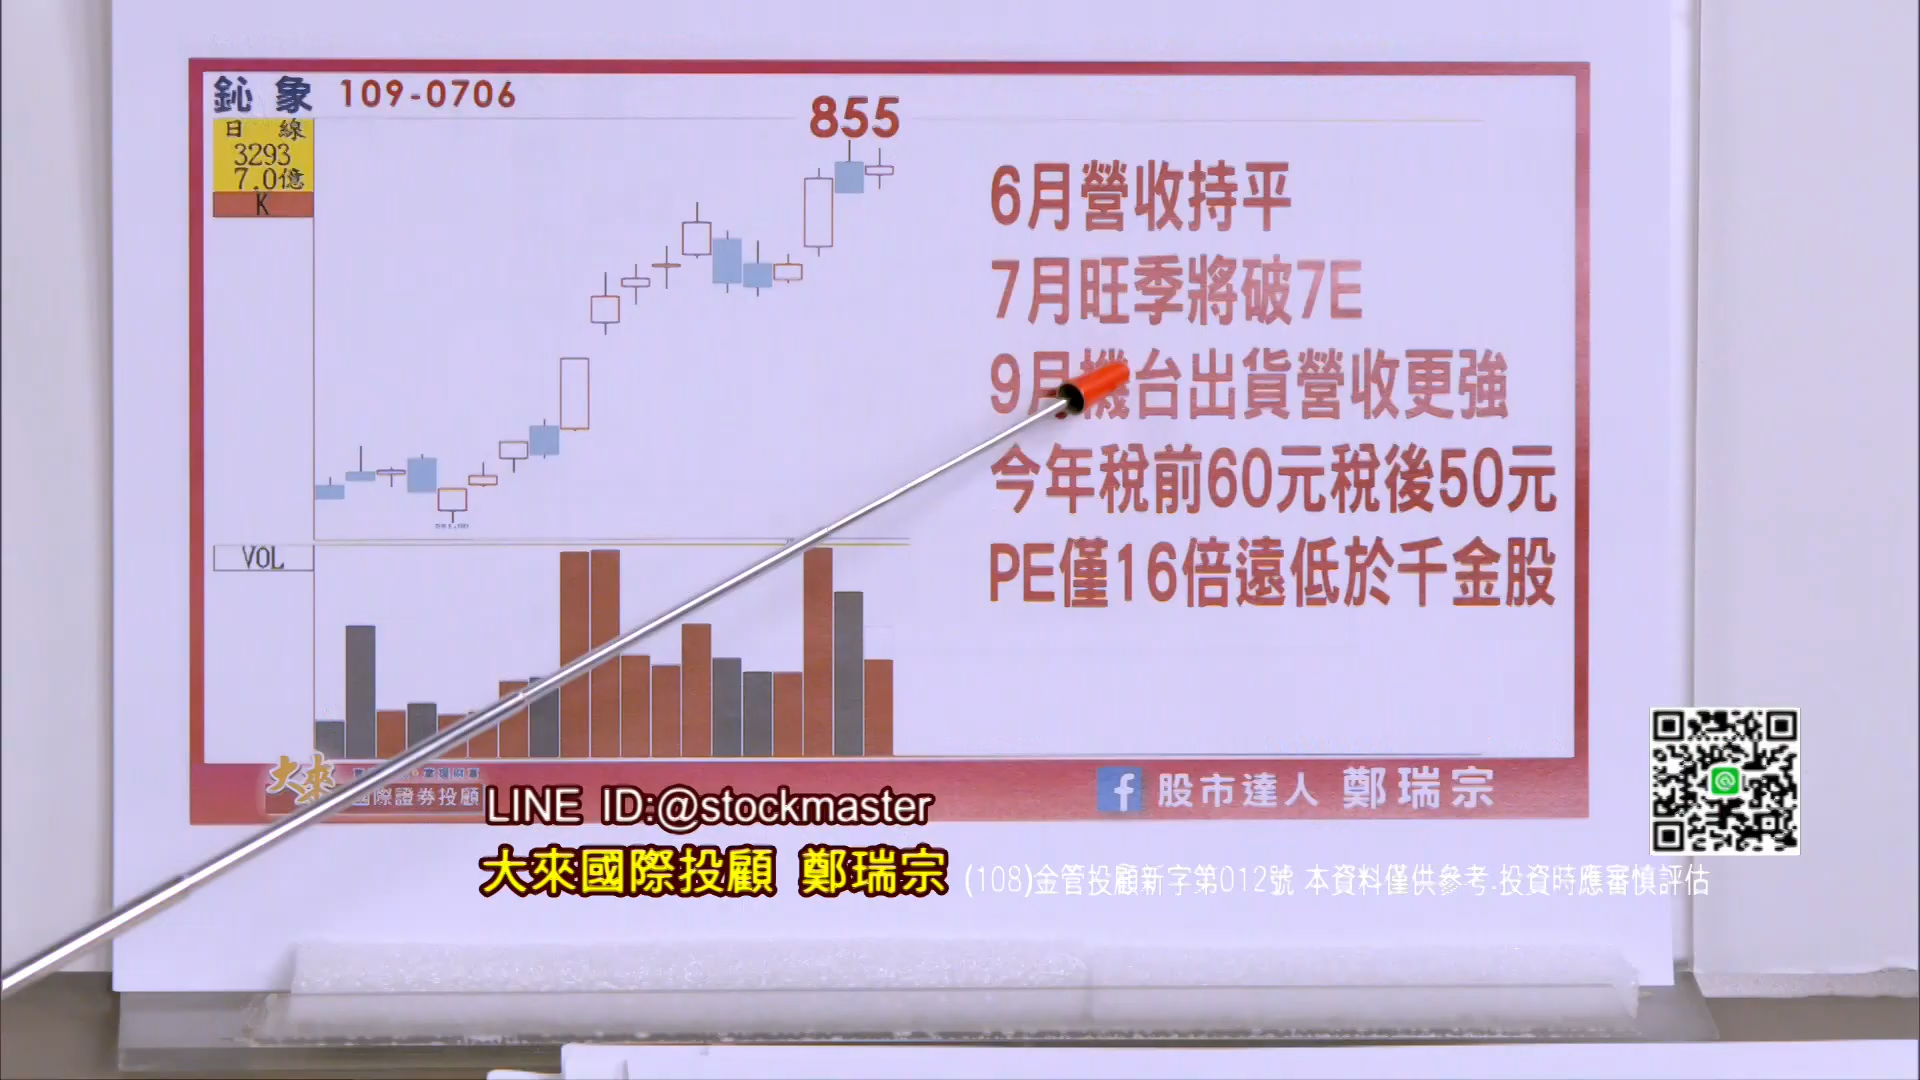 鈊象 109-0706
855
日 線
3293
7.0億
K
VOL
6月營收持平
7月旺季將破7E
9月機台出貨營收更強
今年稅前60元稅後50元
PE僅16倍遠低於千金股
大來
國際證券投顧
股市達人 鄭瑞宗
LINE ID:@stockmaster
大來國際投顧 鄭瑞宗
(108)金管投顧新字第012號 本資料僅供參考.投資時應審慎評估